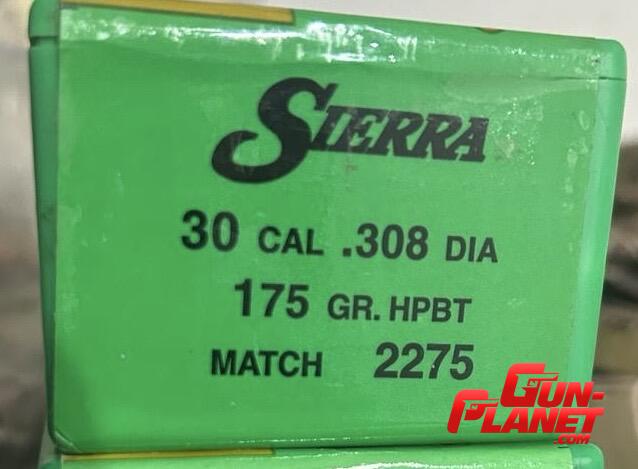 SIERRA
30 CAL .308 DIA
175 GR. HPBT
MATCH 2275
GUN-
PLANET
.COM